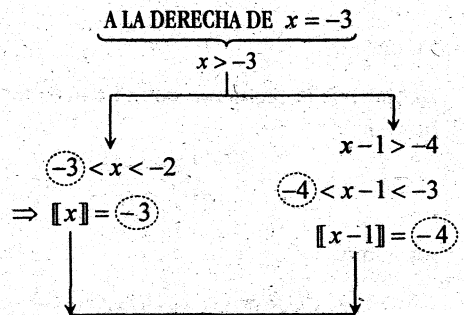 A LA DERECHA DE x = −3
x > −3
x − 1 > −4
−3 < x < −2
−4 < x − 1 < −3
⇒ ⟦x⟧ = −3
⟦x − 1⟧ = −4